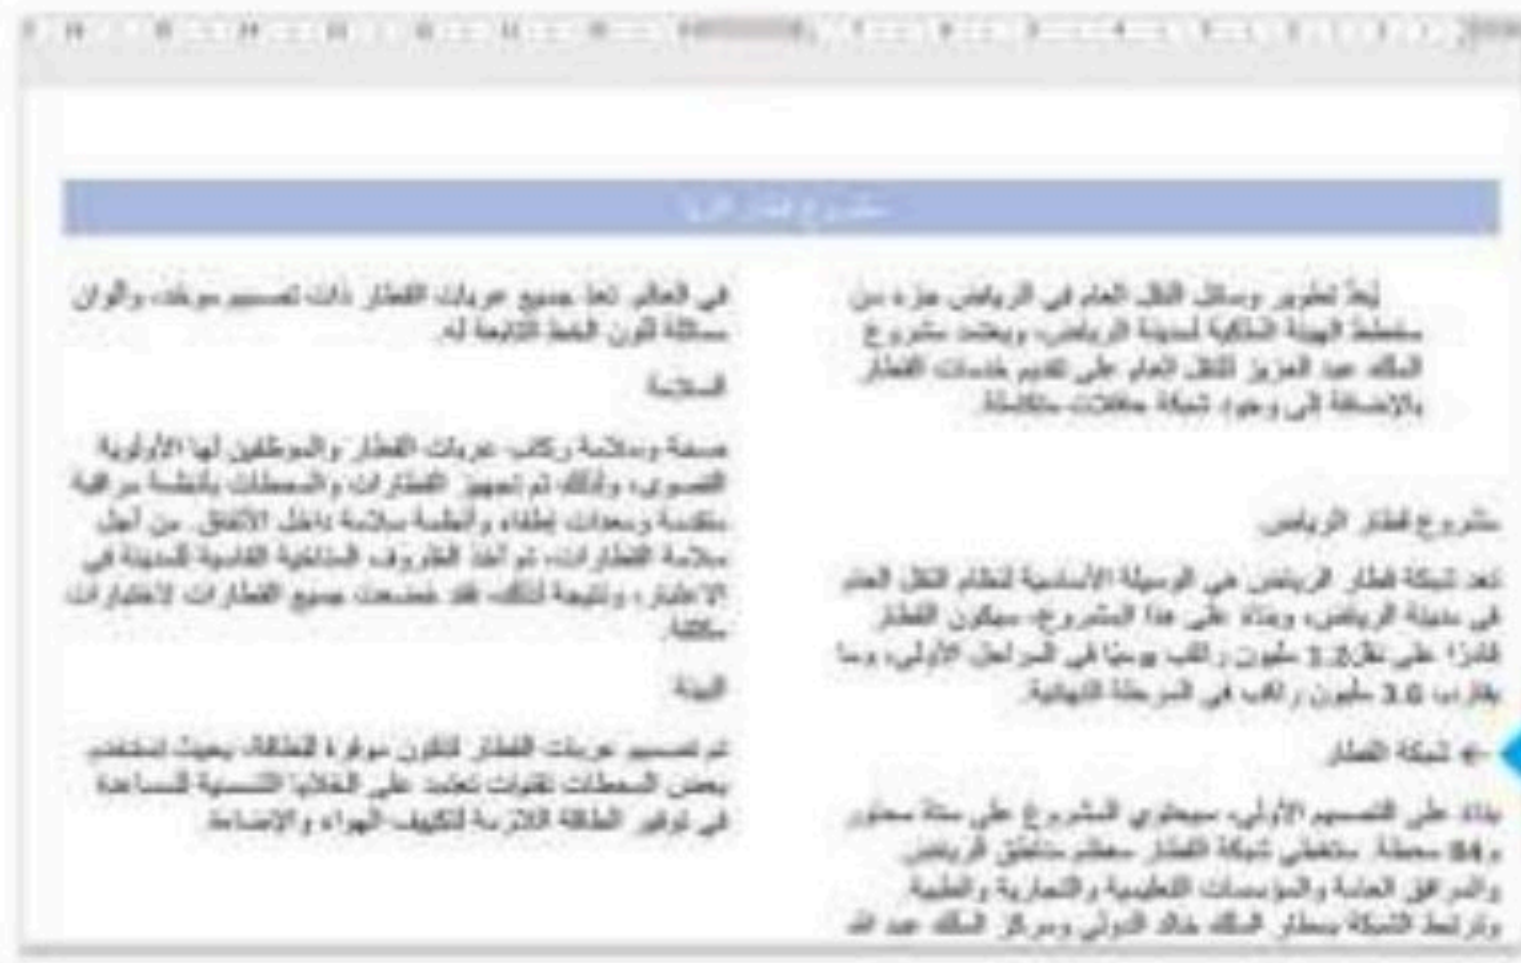 مشروع قطار الريا
يُعدّ تطوير وسائل النقل العام في الرياض جزء من
مخطط الهيئة الملكية لمدينة الرياض، ويعتمد مشروع
الملك عبد العزيز للنقل العام على تقديم خدمات القطار
بالإضافة إلى وجود شبكة حافلات متكاملة.
مشروع قطار الرياض
تعد شبكة قطار الرياض هي الوسيلة الأساسية لنظام النقل العام
في مدينة الرياض، وبناءً على هذا المشروع، سيكون القطار
قادرًا على نقل 1.2 مليون راكب يوميًا في المراحل الأولى، وما
يقارب 3.6 مليون راكب في المرحلة النهائية.
← شبكة القطار
بناءً على التصميم الأولي، سيحتوي المشروع على ستة محاور
و84 محطة. ستغطي شبكة القطار معظم مناطق الرياض
والمرافق العامة والمؤسسات التعليمية والتجارية والطبية
وترتبط الشبكة بمطار الملك خالد الدولي ومركز الملك عبد الله
في العالم. تعدّ جميع عربات القطار ذات تصميم موحّد، وألوان
مماثلة للون الخط التابعة له.
السلامة
صحة وسلامة ركاب عربات القطار والموظفين لها الأولوية
القصوى، ولذلك تم تجهيز القطارات والمحطات بأنظمة مراقبة
متقدمة ومعدات إطفاء وأنظمة سلامة داخل الأنفاق. من أجل
سلامة القطارات، تم أخذ الظروف المناخية القاسية للمدينة في
الاعتبار، ونتيجة لذلك، فقد خضعت جميع القطارات لاختبارات
مكثفة.
البيئة
تم تصميم عربات القطار لتكون موفرة للطاقة، بحيث تستخدم
بعض المحطات تقنيات تعتمد على الخلايا الشمسية للمساعدة
في توفير الطاقة اللازمة لتكييف الهواء والإضاءة.